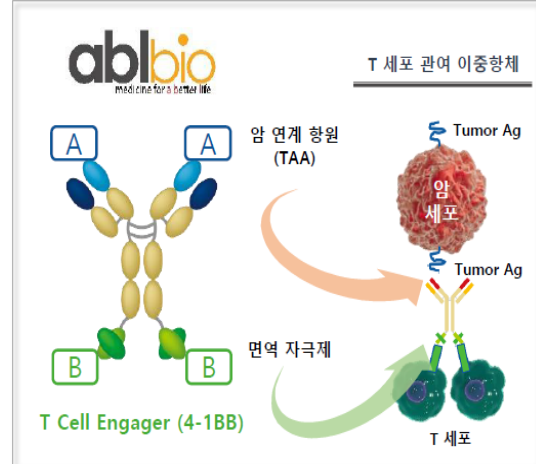 ablbio
medicine for a better life
T 세포 관여 이중항체
A
A
암 연계 항원
(TAA)
Tumor Ag
암
세포
Tumor Ag
B
B
면역 자극제
T Cell Engager (4-1BB)
T 세포